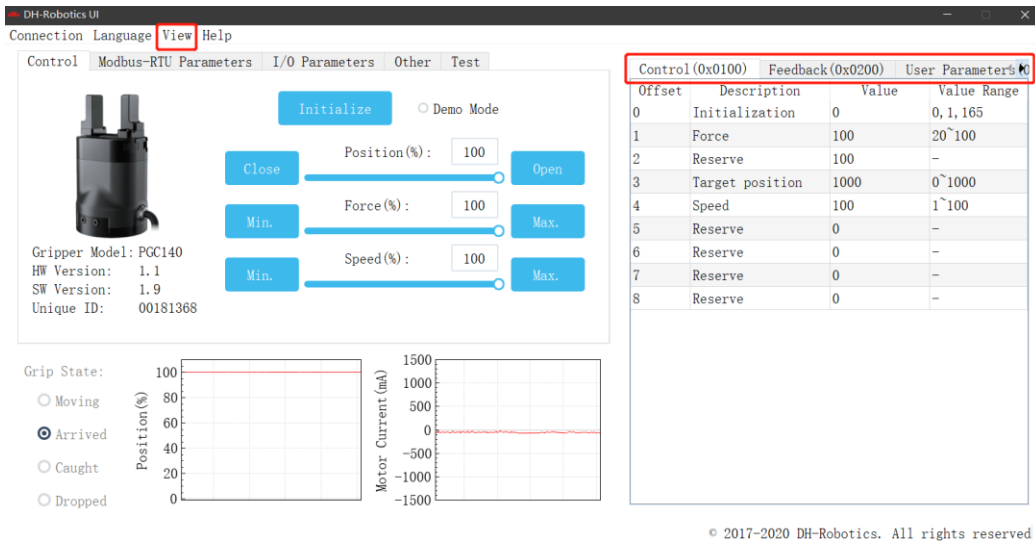 DH-Robotics UI
Connection Language View Help
Control Modbus-RTU Parameters I/O Parameters Other Test
Initialize Demo Mode
Position(%): 100
Close Open
Force(%): 100
Min. Max.
Speed(%): 100
Min. Max.
Gripper Model: PGC140
HW Version: 1.1
SW Version: 1.9
Unique ID: 00181368
Grip State:
Moving
Arrived
Caught
Dropped
Position(%)
100
80
60
40
20
0
Motor Current(mA)
1500
1000
500
0
-500
-1000
-1500
Control(0x0100) Feedback(0x0200) User Parameters
Offset Description Value Value Range
0 Initialization 0 0,1,165
1 Force 100 20~100
2 Reserve 100 -
3 Target position 1000 0~1000
4 Speed 100 1~100
5 Reserve 0 -
6 Reserve 0 -
7 Reserve 0 -
8 Reserve 0 -
© 2017-2020 DH-Robotics. All rights reserved